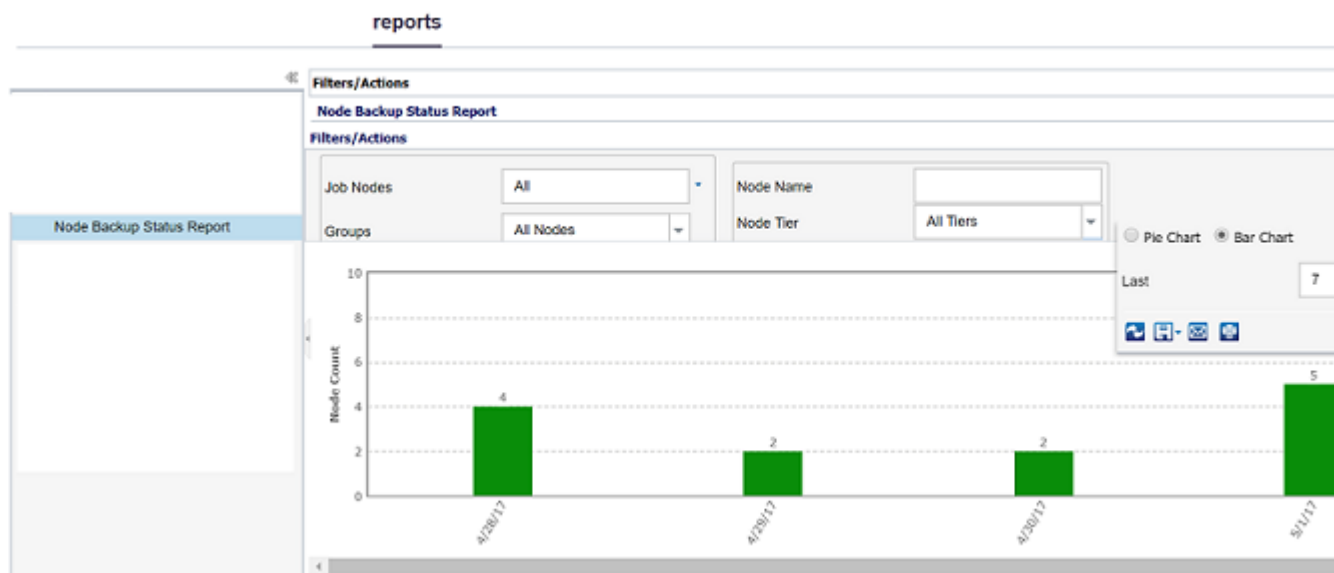 reports
Filters/Actions
Node Backup Status Report
Filters/Actions
Job Nodes All Node Name
Groups All Nodes Node Tier All Tiers
Node Backup Status Report
Pie Chart Bar Chart
Last 7
Node Count
10
8
6
4
2
0
4
2
2
5
4/28/17
4/29/17
4/30/17
5/1/17